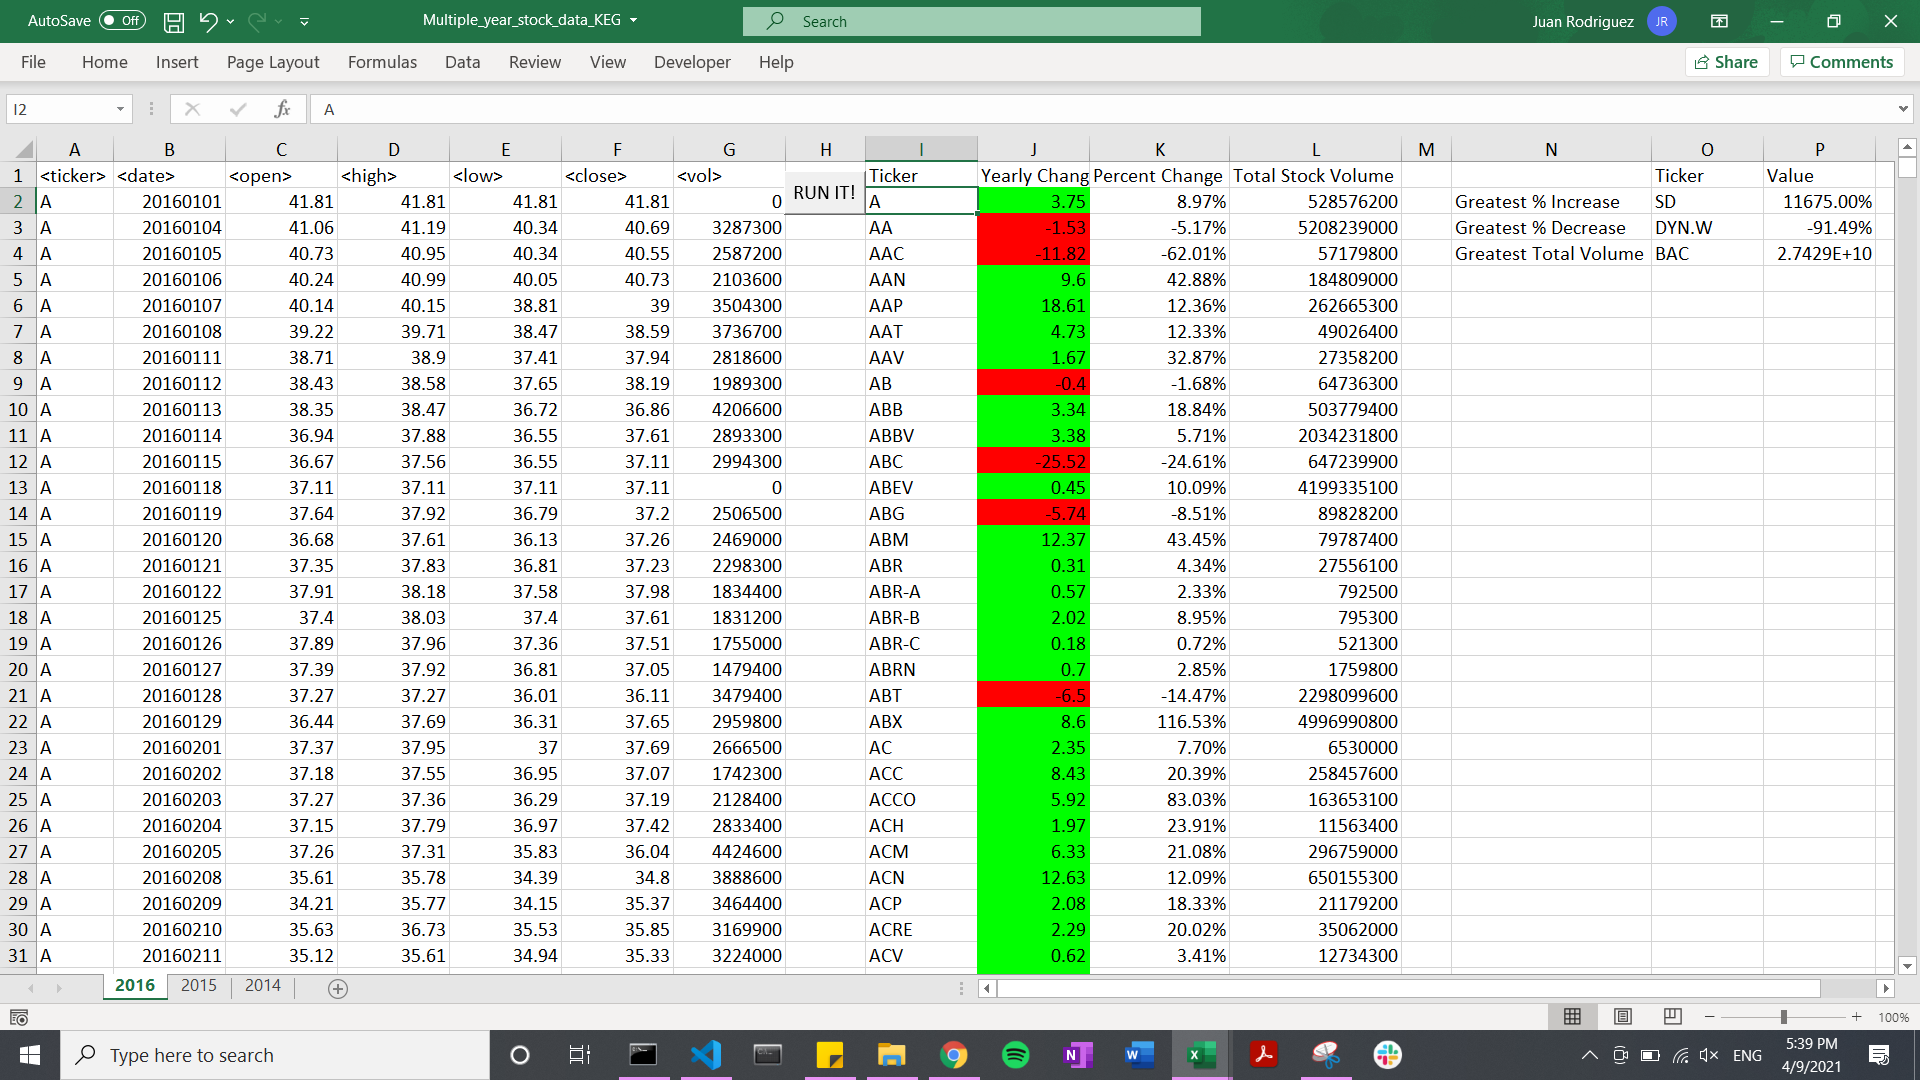 AutoSave Off Multiple_year_stock_data_KEG Search Juan Rodriguez JR
File Home Insert Page Layout Formulas Data Review View Developer Help Share Comments
I2 fx A
A B C D E F G H I J K L M N O P
1 <ticker> <date> <open> <high> <low> <close> <vol> Ticker Yearly Chang Percent Change Total Stock Volume Ticker Value
RUN IT!
2 A 20160101 41.81 41.81 41.81 41.81 0 A 3.75 8.97% 528576200 Greatest % Increase SD 11675.00%
3 A 20160104 41.06 41.19 40.34 40.69 3287300 AA -1.53 -5.17% 5208239000 Greatest % Decrease DYN.W -91.49%
4 A 20160105 40.73 40.95 40.34 40.55 2587200 AAC -11.82 -62.01% 57179800 Greatest Total Volume BAC 2.7429E+10
5 A 20160106 40.24 40.99 40.05 40.73 2103600 AAN 9.6 42.88% 184809000
6 A 20160107 40.14 40.15 38.81 39 3504300 AAP 18.61 12.36% 262665300
7 A 20160108 39.22 39.71 38.47 38.59 3736700 AAT 4.73 12.33% 49026400
8 A 20160111 38.71 38.9 37.41 37.94 2818600 AAV 1.67 32.87% 27358200
9 A 20160112 38.43 38.58 37.65 38.19 1989300 AB -0.4 -1.68% 64736300
10 A 20160113 38.35 38.47 36.72 36.86 4206600 ABB 3.34 18.84% 503779400
11 A 20160114 36.94 37.88 36.55 37.61 2893300 ABBV 3.38 5.71% 2034231800
12 A 20160115 36.67 37.56 36.55 37.11 2994300 ABC -25.52 -24.61% 647239900
13 A 20160118 37.11 37.11 37.11 37.11 0 ABEV 0.45 10.09% 4199335100
14 A 20160119 37.64 37.92 36.79 37.2 2506500 ABG -5.74 -8.51% 89828200
15 A 20160120 36.68 37.61 36.13 37.26 2469000 ABM 12.37 43.45% 79787400
16 A 20160121 37.35 37.83 36.81 37.23 2298300 ABR 0.31 4.34% 27556100
17 A 20160122 37.91 38.18 37.58 37.98 1834400 ABR-A 0.57 2.33% 792500
18 A 20160125 37.4 38.03 37.4 37.61 1831200 ABR-B 2.02 8.95% 795300
19 A 20160126 37.89 37.96 37.36 37.51 1755000 ABR-C 0.18 0.72% 521300
20 A 20160127 37.39 37.92 36.81 37.05 1479400 ABRN 0.7 2.85% 1759800
21 A 20160128 37.27 37.27 36.01 36.11 3479400 ABT -6.5 -14.47% 2298099600
22 A 20160129 36.44 37.69 36.31 37.65 2959800 ABX 8.6 116.53% 4996990800
23 A 20160201 37.37 37.95 37 37.69 2666500 AC 2.35 7.70% 6530000
24 A 20160202 37.18 37.55 36.95 37.07 1742300 ACC 8.43 20.39% 258457600
25 A 20160203 37.27 37.36 36.29 37.19 2128400 ACCO 5.92 83.03% 163653100
26 A 20160204 37.15 37.79 36.97 37.42 2833400 ACH 1.97 23.91% 11563400
27 A 20160205 37.26 37.31 35.83 36.04 4424600 ACM 6.33 21.08% 296759000
28 A 20160208 35.61 35.78 34.39 34.8 3888600 ACN 12.63 12.09% 650155300
29 A 20160209 34.21 35.77 34.15 35.37 3464400 ACP 2.08 18.33% 21179200
30 A 20160210 35.63 36.73 35.53 35.85 3169900 ACRE 2.29 20.02% 35062000
31 A 20160211 35.12 35.61 34.94 35.33 3224000 ACV 0.62 3.41% 12734300
2016 2015 2014
100%
Type here to search ENG 5:39 PM
4/9/2021